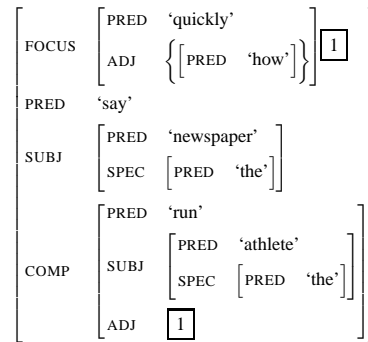 PRED ‘quickly’
FOCUS ADJ { [ PRED ‘how’ ] } 1
PRED ‘say’
PRED ‘newspaper’
SUBJ
SPEC [ PRED ‘the’ ]
PRED ‘run’
PRED ‘athlete’
SUBJ
SPEC [ PRED ‘the’ ]
COMP
ADJ 1